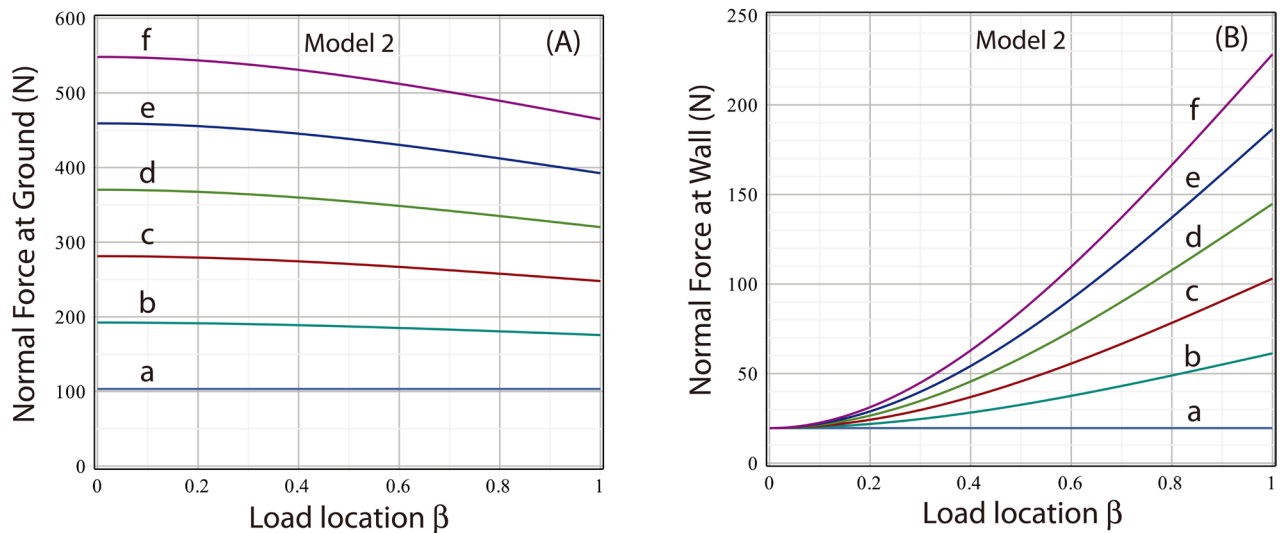 Model 2
(A)
Normal Force at Ground (N)
600
500
400
300
200
100
0
f
e
d
c
b
a
0 0.2 0.4 0.6 0.8 1
Load location β
Model 2
(B)
Normal Force at Wall (N)
250
200
150
100
50
0
f
e
d
c
b
a
0 0.2 0.4 0.6 0.8 1
Load location β